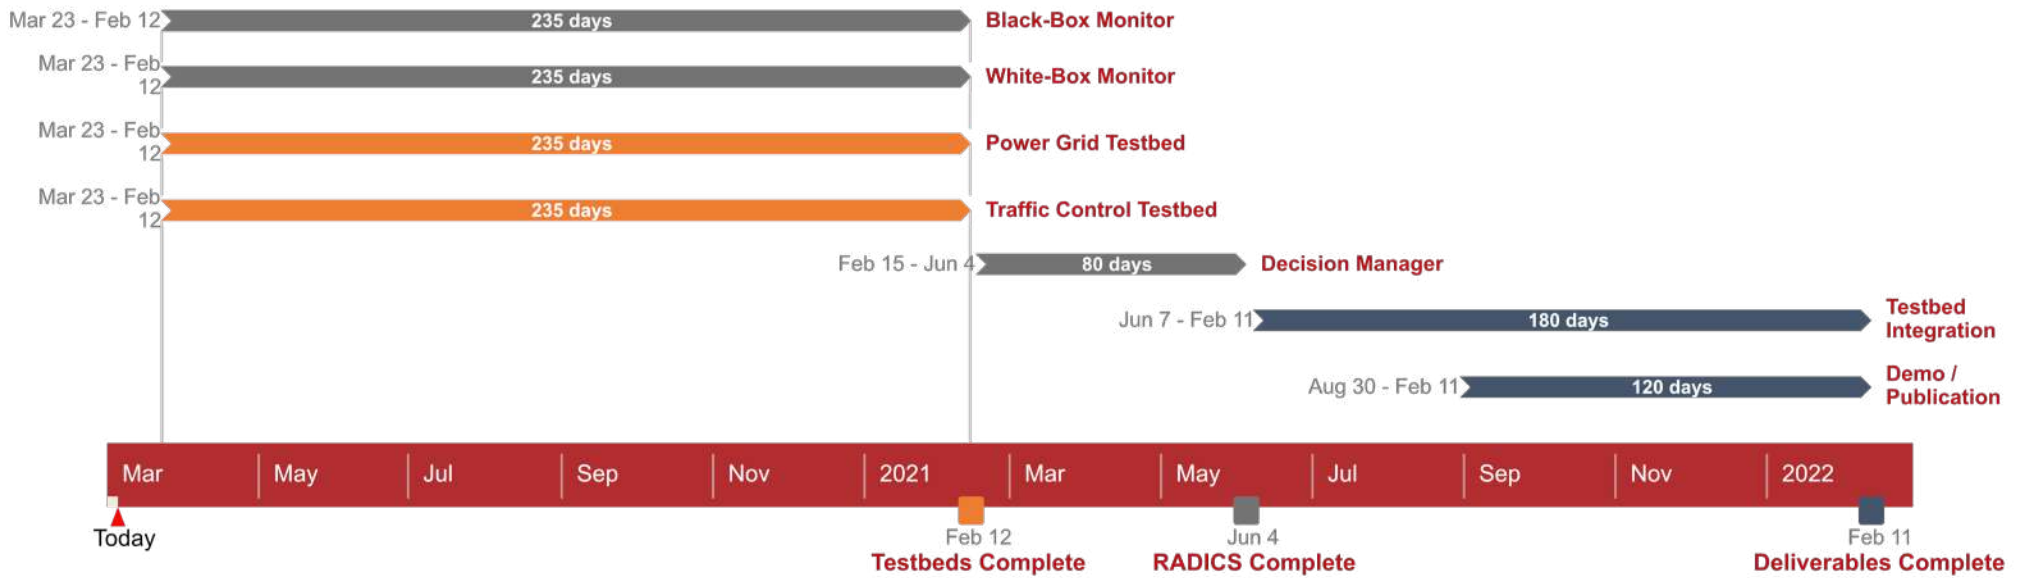 Mar 23 - Feb 12
235 days
Black-Box Monitor
Mar 23 - Feb
12
235 days
White-Box Monitor
Mar 23 - Feb
12
235 days
Power Grid Testbed
Mar 23 - Feb
12
235 days
Traffic Control Testbed
Feb 15 - Jun 4
80 days
Decision Manager
Jun 7 - Feb 11
180 days
Testbed
Integration
Aug 30 - Feb 11
120 days
Demo /
Publication
Mar
May
Jul
Sep
Nov
2021
Mar
May
Jul
Sep
Nov
2022
Today
Feb 12
Testbeds Complete
Jun 4
RADICS Complete
Feb 11
Deliverables Complete